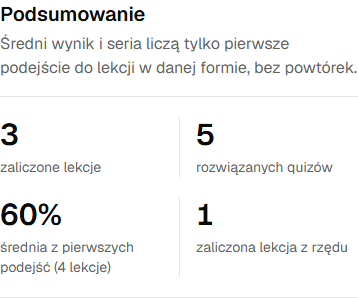 Podsumowanie
Średni wynik i seria liczą tylko pierwsze
podejście do lekcji w danej formie, bez powtórek.
3
zaliczone lekcje
5
rozwiązanych quizów
60%
średnia z pierwszych
podejść (4 lekcje)
1
zaliczona lekcja z rzędu